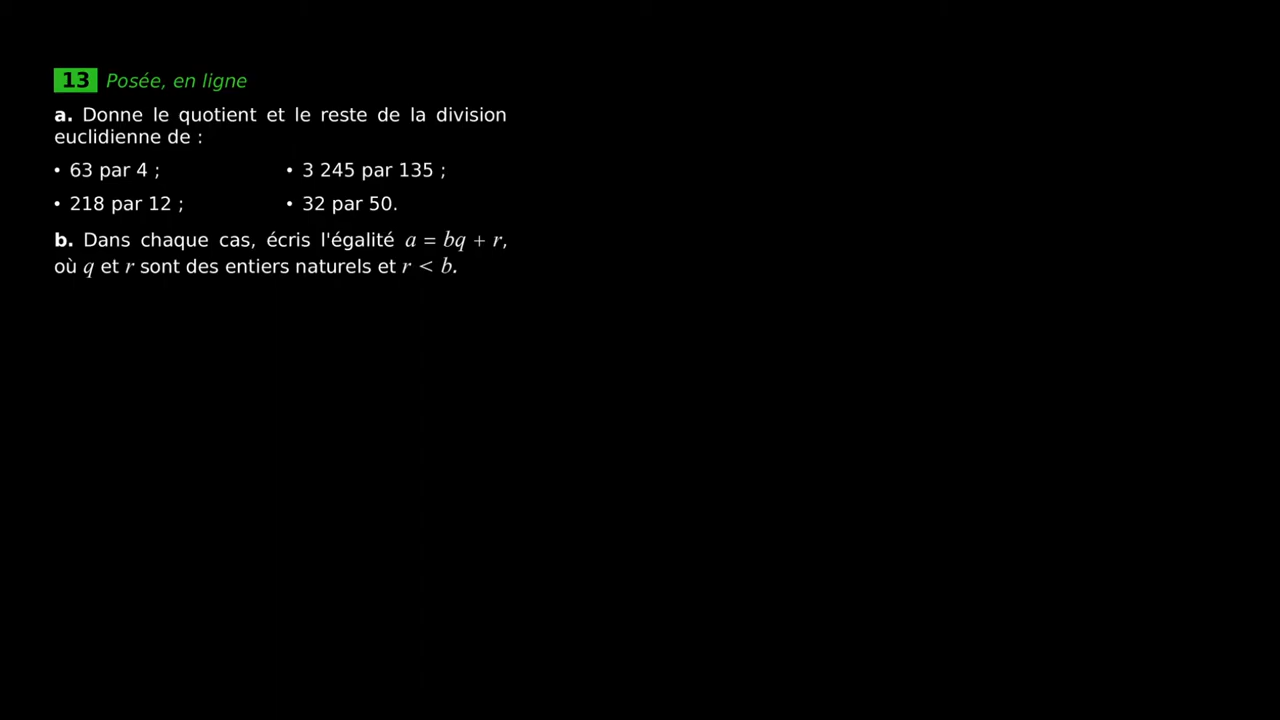 13 Posée, en ligne
a. Donne le quotient et le reste de la division
euclidienne de :
• 63 par 4 ;
• 3 245 par 135 ;
• 218 par 12 ;
• 32 par 50.
b. Dans chaque cas, écris l'égalité a = bq + r,
où q et r sont des entiers naturels et r < b.